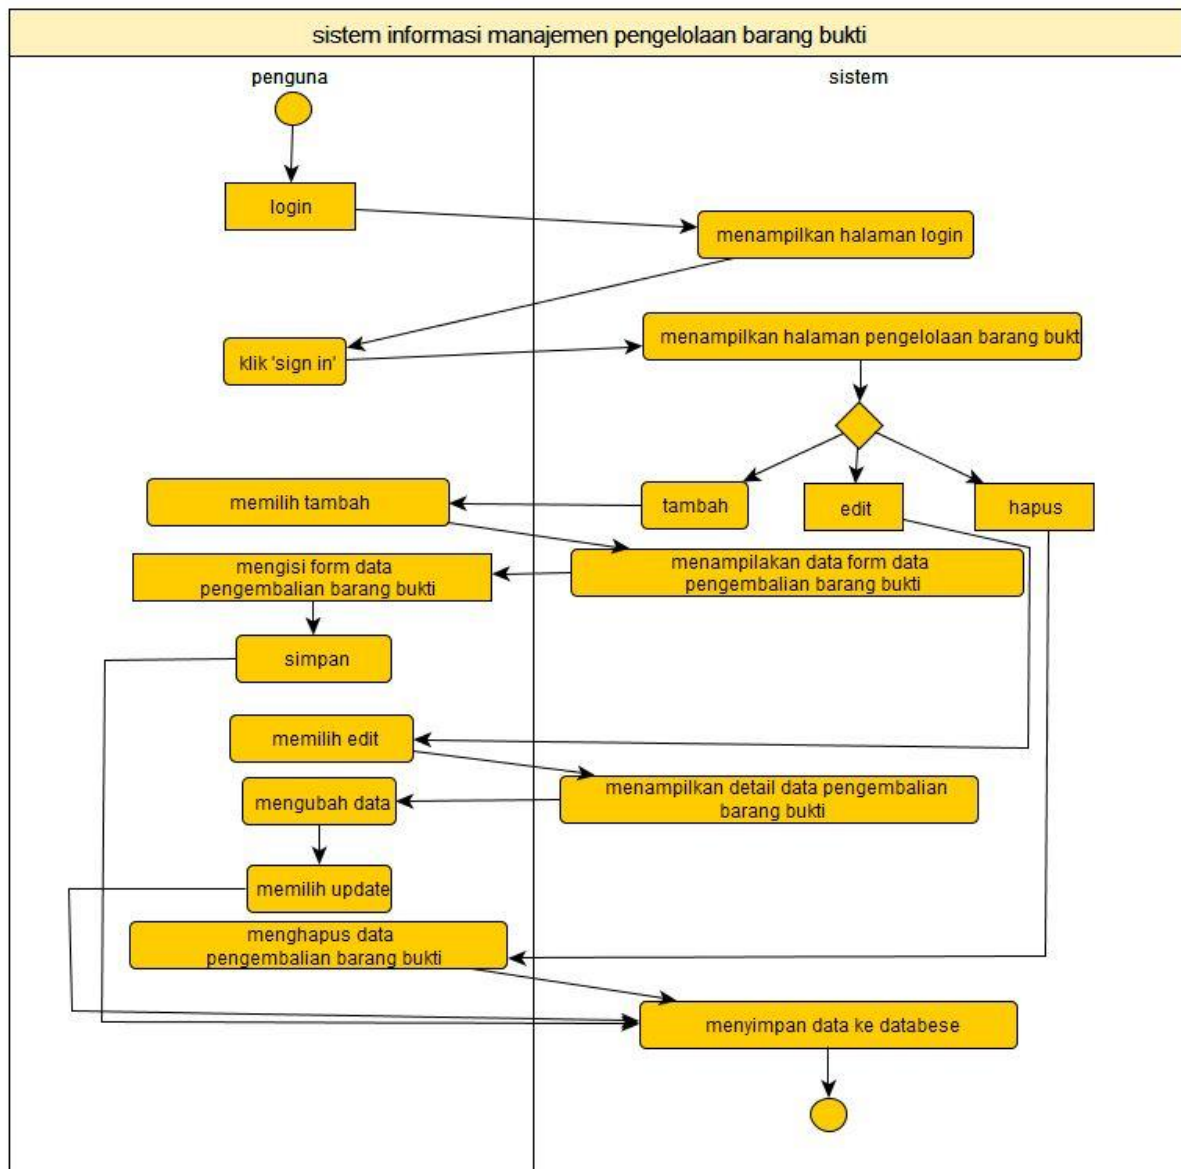 sistem informasi manajemen pengelolaan barang bukti
penguna
sistem
login
menampilkan halaman login
klik 'sign in'
menampilkan halaman pengelolaan barang bukt
memilih tambah
tambah
edit
hapus
mengisi form data
pengembalian barang bukti
menampilakan data form data
pengembalian barang bukti
simpan
memilih edit
menampilkan detail data pengembalian
barang bukti
mengubah data
memilih update
menghapus data
pengembalian barang bukti
menyimpan data ke databese